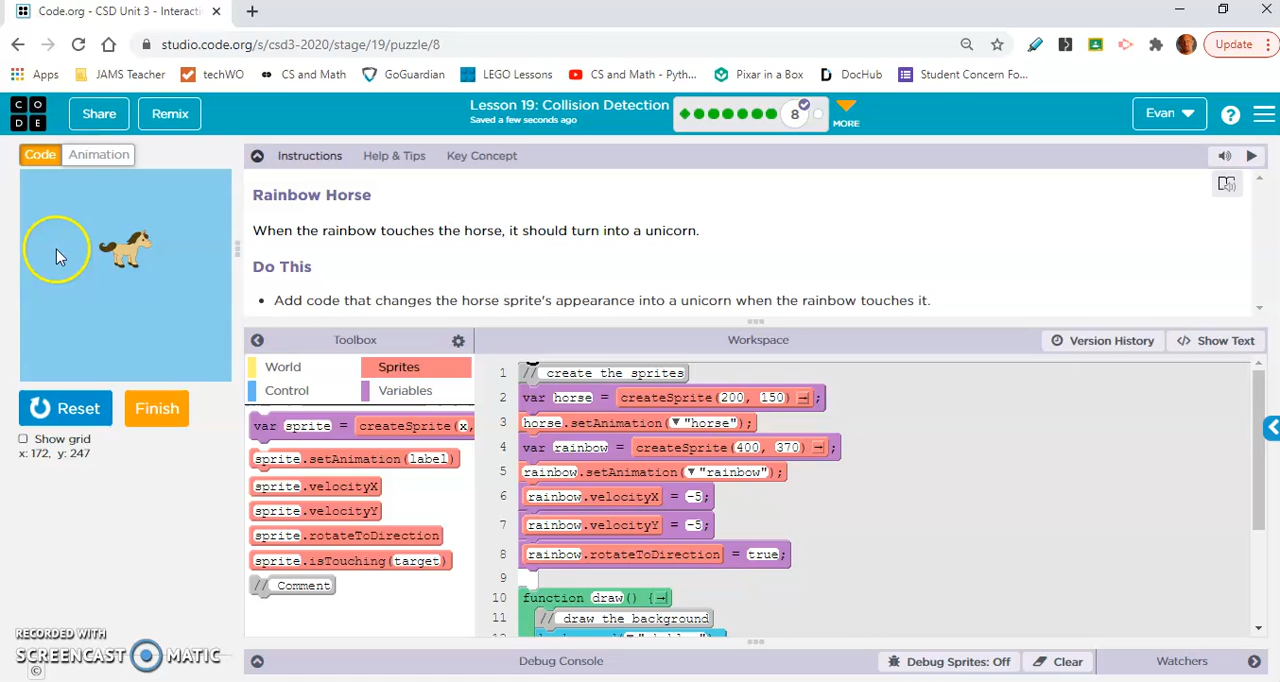 Code.org - CSD Unit 3 - Interacti
studio.code.org/s/csd3-2020/stage/19/puzzle/8
Update
Apps
JAMS Teacher
techWO
CS and Math
GoGuardian
LEGO Lessons
CS and Math - Pyth...
Pixar in a Box
DocHub
Student Concern Fo...
C O
D E
Share
Remix
Lesson 19: Collision Detection
Saved a few seconds ago
8
MORE
Evan
Code
Animation
Instructions
Help & Tips
Key Concept
Rainbow Horse
When the rainbow touches the horse, it should turn into a unicorn.
Do This
• Add code that changes the horse sprite's appearance into a unicorn when the rainbow touches it.
Reset
Finish
Show grid
x: 172, y: 247
Toolbox
World
Sprites
Control
Variables
var sprite = createSprite(x,
sprite.setAnimation(label)
sprite.velocityX
sprite.velocityY
sprite.rotateToDirection
sprite.isTouching(target)
// Comment
Workspace
Version History
</> Show Text
1 // create the sprites
2 var horse = createSprite(200, 150) ;
3 horse.setAnimation( "horse");
4 var rainbow = createSprite(400, 370) ;
5 rainbow.setAnimation( "rainbow");
6 rainbow.velocityX = -5;
7 rainbow.velocityY = -5;
8 rainbow.rotateToDirection = true;
9
10 function draw() {
11 // draw the background
RECORDED WITH
SCREENCAST MATIC
Debug Console
Debug Sprites: Off
Clear
Watchers